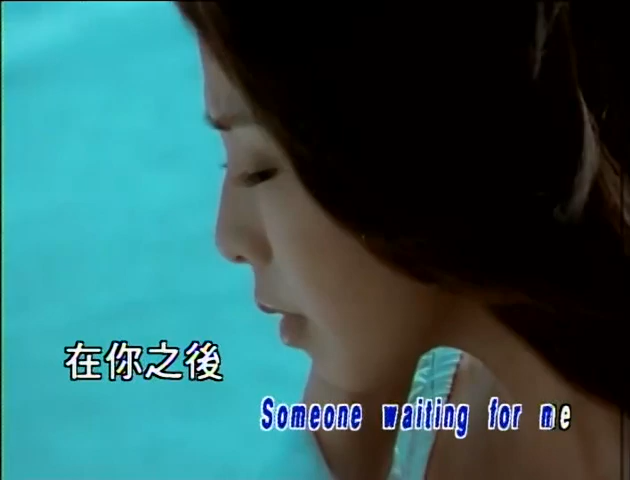 在你之後
Someone waiting for me